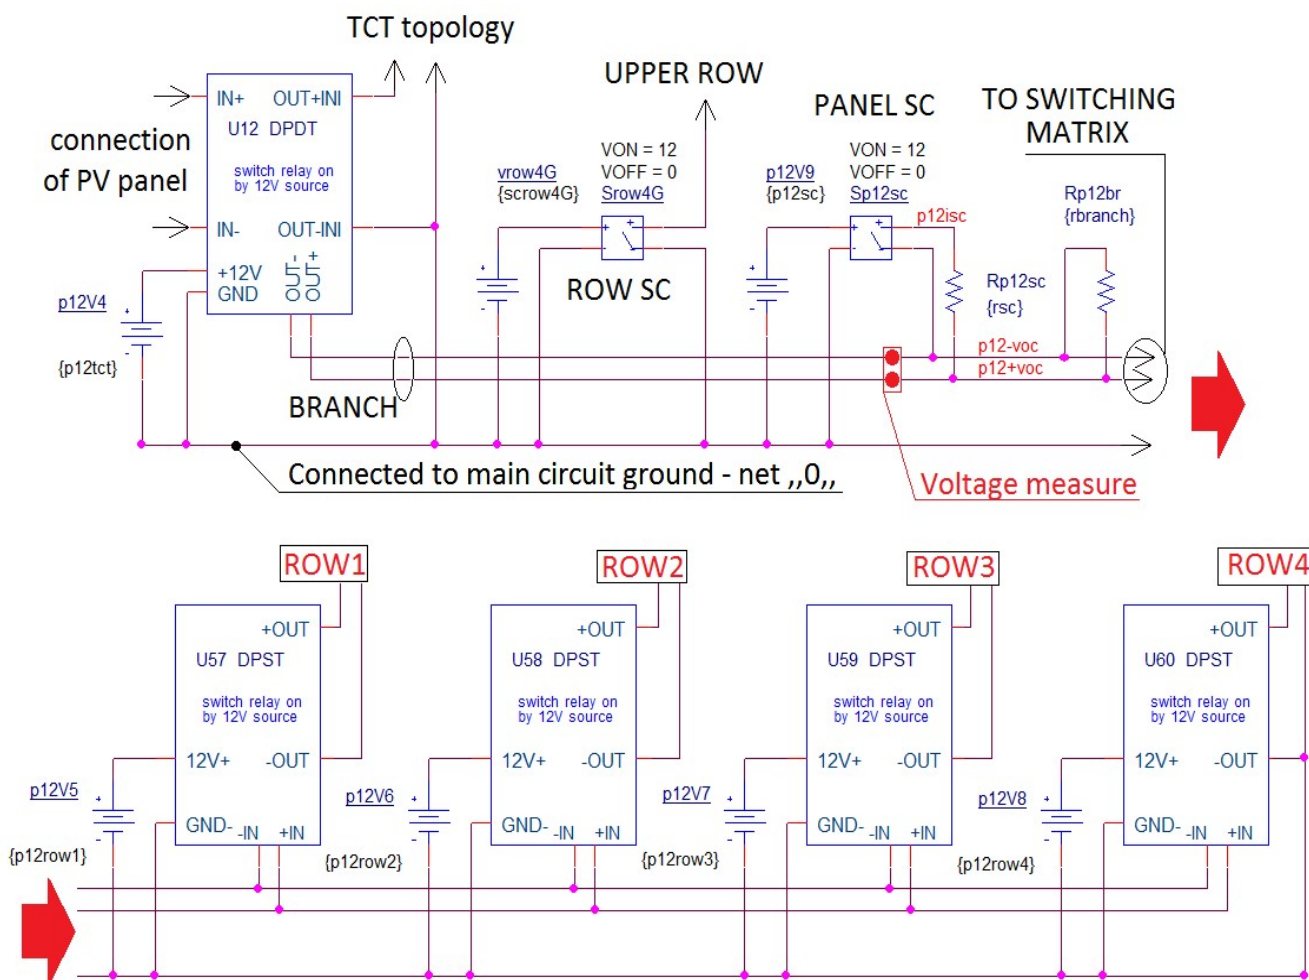 TCT topology
UPPER ROW
PANEL SC
TO SWITCHING
MATRIX
connection
of PV panel
IN+
OUT+INI
U12 DPDT
switch relay on
by 12V source
IN-
OUT-INI
+12V
GND
OUT-
OUT+
p12V4
{p12tct}
vrow4G
{scrow4G}
VON = 12
VOFF = 0
Srow4G
ROW SC
p12V9
{p12sc}
VON = 12
VOFF = 0
Sp12sc
p12isc
Rp12sc
{rsc}
Rp12br
{rbranch}
p12-voc
p12+voc
BRANCH
Connected to main circuit ground - net ,,0,,
Voltage measure
ROW1
ROW2
ROW3
ROW4
+OUT
U57 DPST
switch relay on
by 12V source
12V+
-OUT
GND-
-IN
+IN
p12V5
{p12row1}
+OUT
U58 DPST
switch relay on
by 12V source
12V+
-OUT
GND-
-IN
+IN
p12V6
{p12row2}
+OUT
U59 DPST
switch relay on
by 12V source
12V+
-OUT
GND-
-IN
+IN
p12V7
{p12row3}
+OUT
U60 DPST
switch relay on
by 12V source
12V+
-OUT
GND-
-IN
+IN
p12V8
{p12row4}